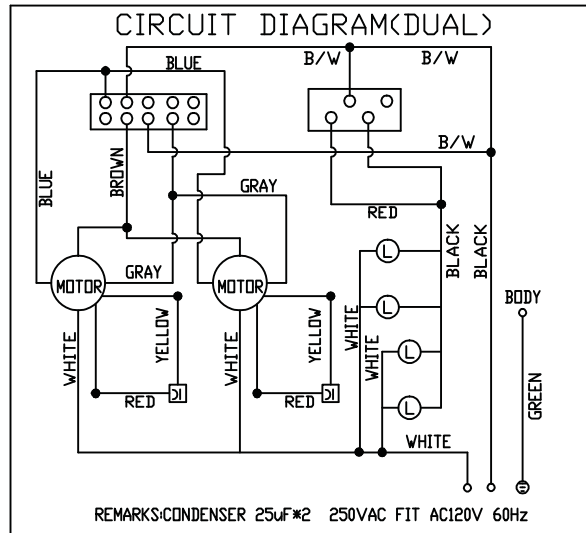 CIRCUIT DIAGRAM(DUAL)
BLUE
B/W
B/W
B/W
BLUE
BROWN
GRAY
RED
BLACK
BLACK
GRAY
MOTOR
MOTOR
L
L
L
L
BODY
WHITE
YELLOW
WHITE
YELLOW
WHITE
WHITE
RED
RED
GREEN
WHITE
REMARKS:CONDENSER 25uF*2 250VAC FIT AC120V 60Hz